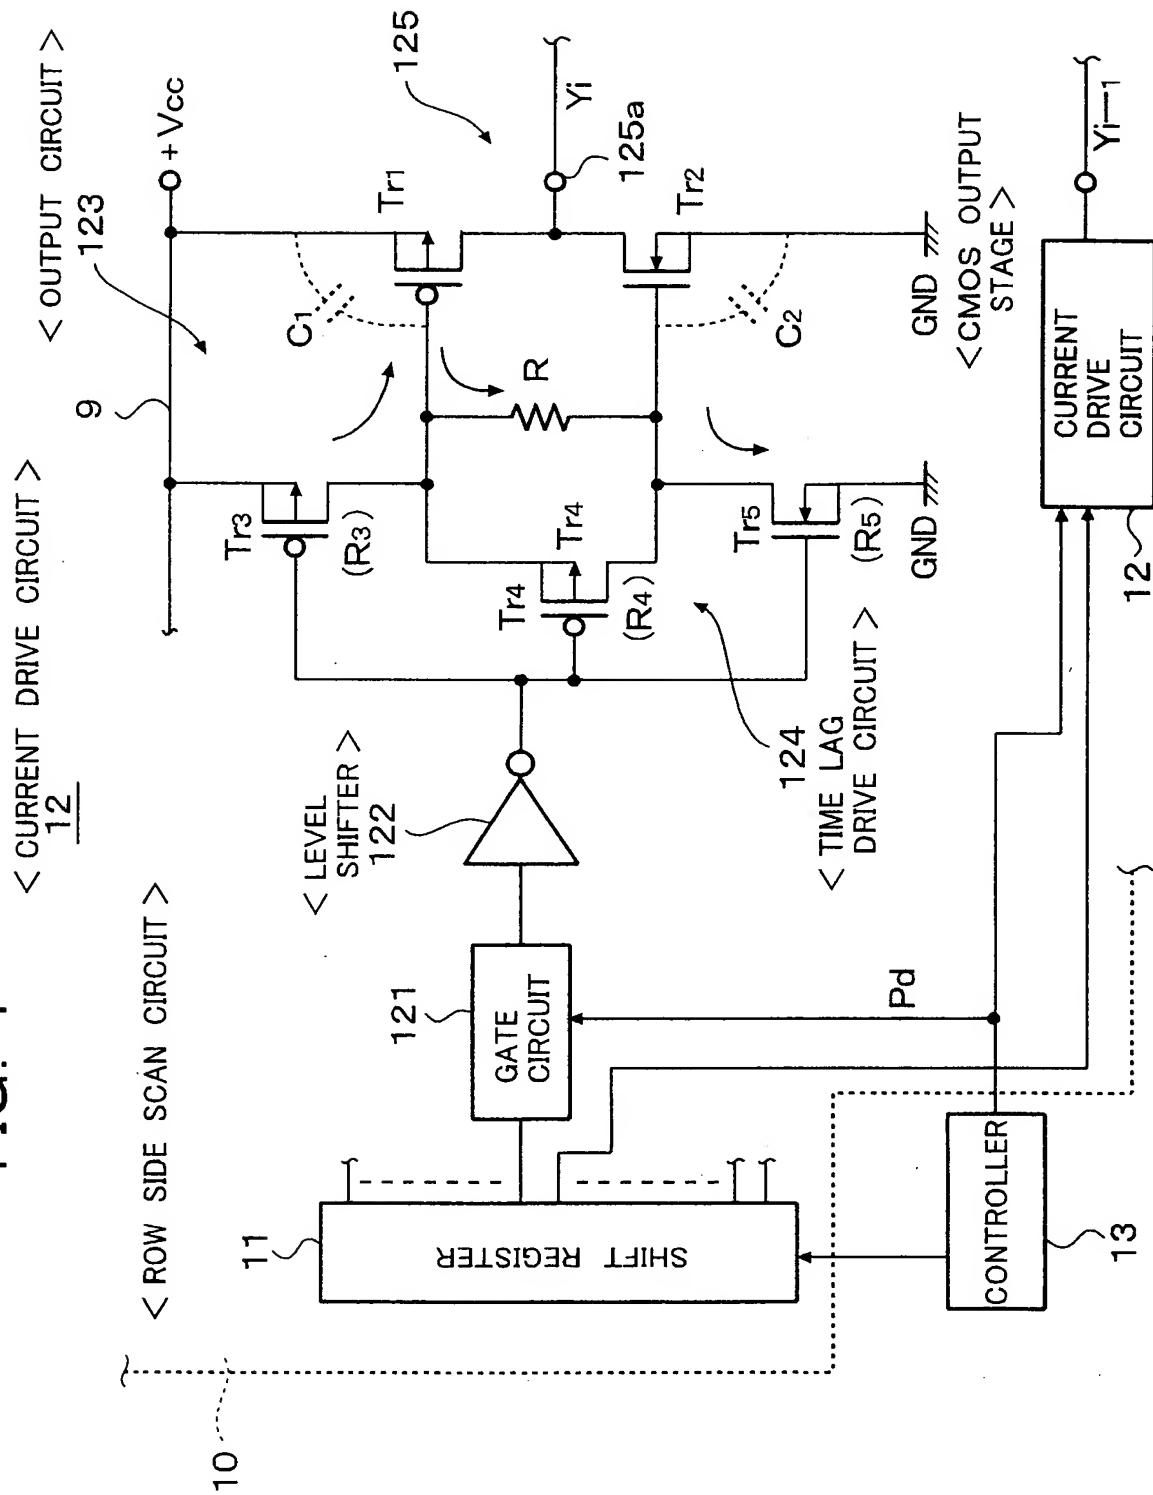 FIG. 1
< CURRENT DRIVE CIRCUIT >
12
< ROW SIDE SCAN CIRCUIT >
< OUTPUT CIRCUIT >
123
9
+Vcc
10
11
SHIFT REGISTER
121
GATE
CIRCUIT
< LEVEL
SHIFTER >
122
Tr3
(R3)
Tr4
Tr4
(R4)
Tr5
(R5)
GND
C1
R
C2
Tr1
Tr2
125
Yi
125a
GND
<CMOS OUTPUT
STAGE >
124
< TIME LAG
DRIVE CIRCUIT >
Pd
CONTROLLER
13
CURRENT
DRIVE
CIRCUIT
12
Yi-1